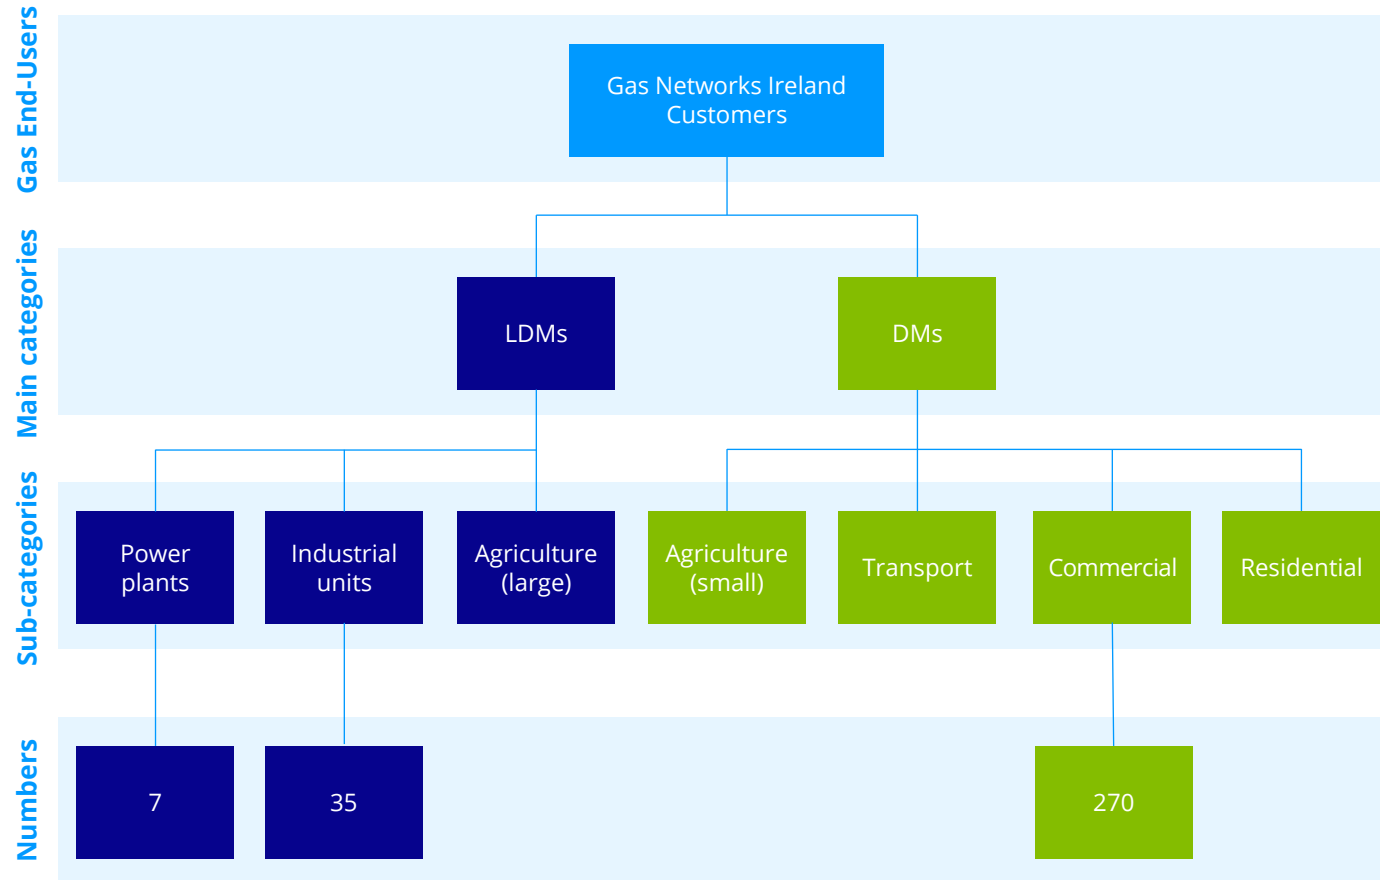 Gas End-Users
Gas Networks Ireland
Customers
Main categories
LDMs
DMs
Sub-categories
Power
plants
Industrial
units
Agriculture
(large)
Agriculture
(small)
Transport
Commercial
Residential
Numbers
7
35
270